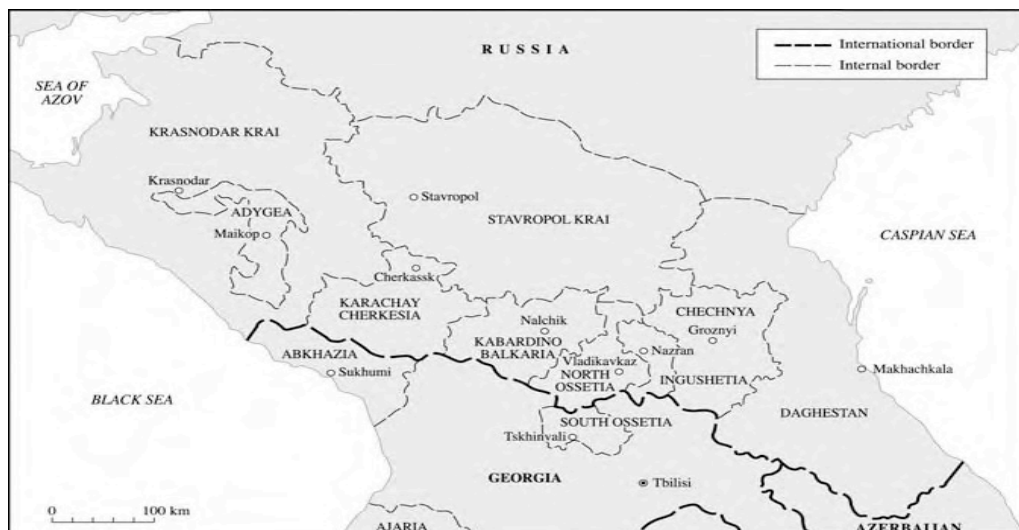 RUSSIA
International border
Internal border
SEA OF
AZOV
KRASNODAR KRAI
Krasnodar
ADYGEA
Maikop
Stavropol
STAVROPOL KRAI
CASPIAN SEA
Cherkassk
KARACHAY
CHERKESIA
CHECHNYA
Groznyi
Nalchik
KABARDINO
BALKARIA
Nazran
Vladikavkaz
NORTH
OSSETIA
INGUSHETIA
ABKHAZIA
Sukhumi
Makhachkala
BLACK SEA
DAGHESTAN
SOUTH OSSETIA
Tskhinvali
GEORGIA
Tbilisi
0 100 km
AJARIA
AZERBAIJAN